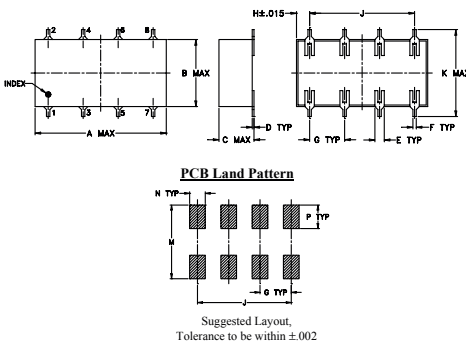 H±.015 J
2 4 6 8
B MAX
K MAX
INDEX
1 3 5 7
A MAX
C MAX
D TYP
G TYP
E TYP
F TYP
PCB Land Pattern
N TYP
P TYP
M
G TYP
J
Suggested Layout,
Tolerance to be within ±.002